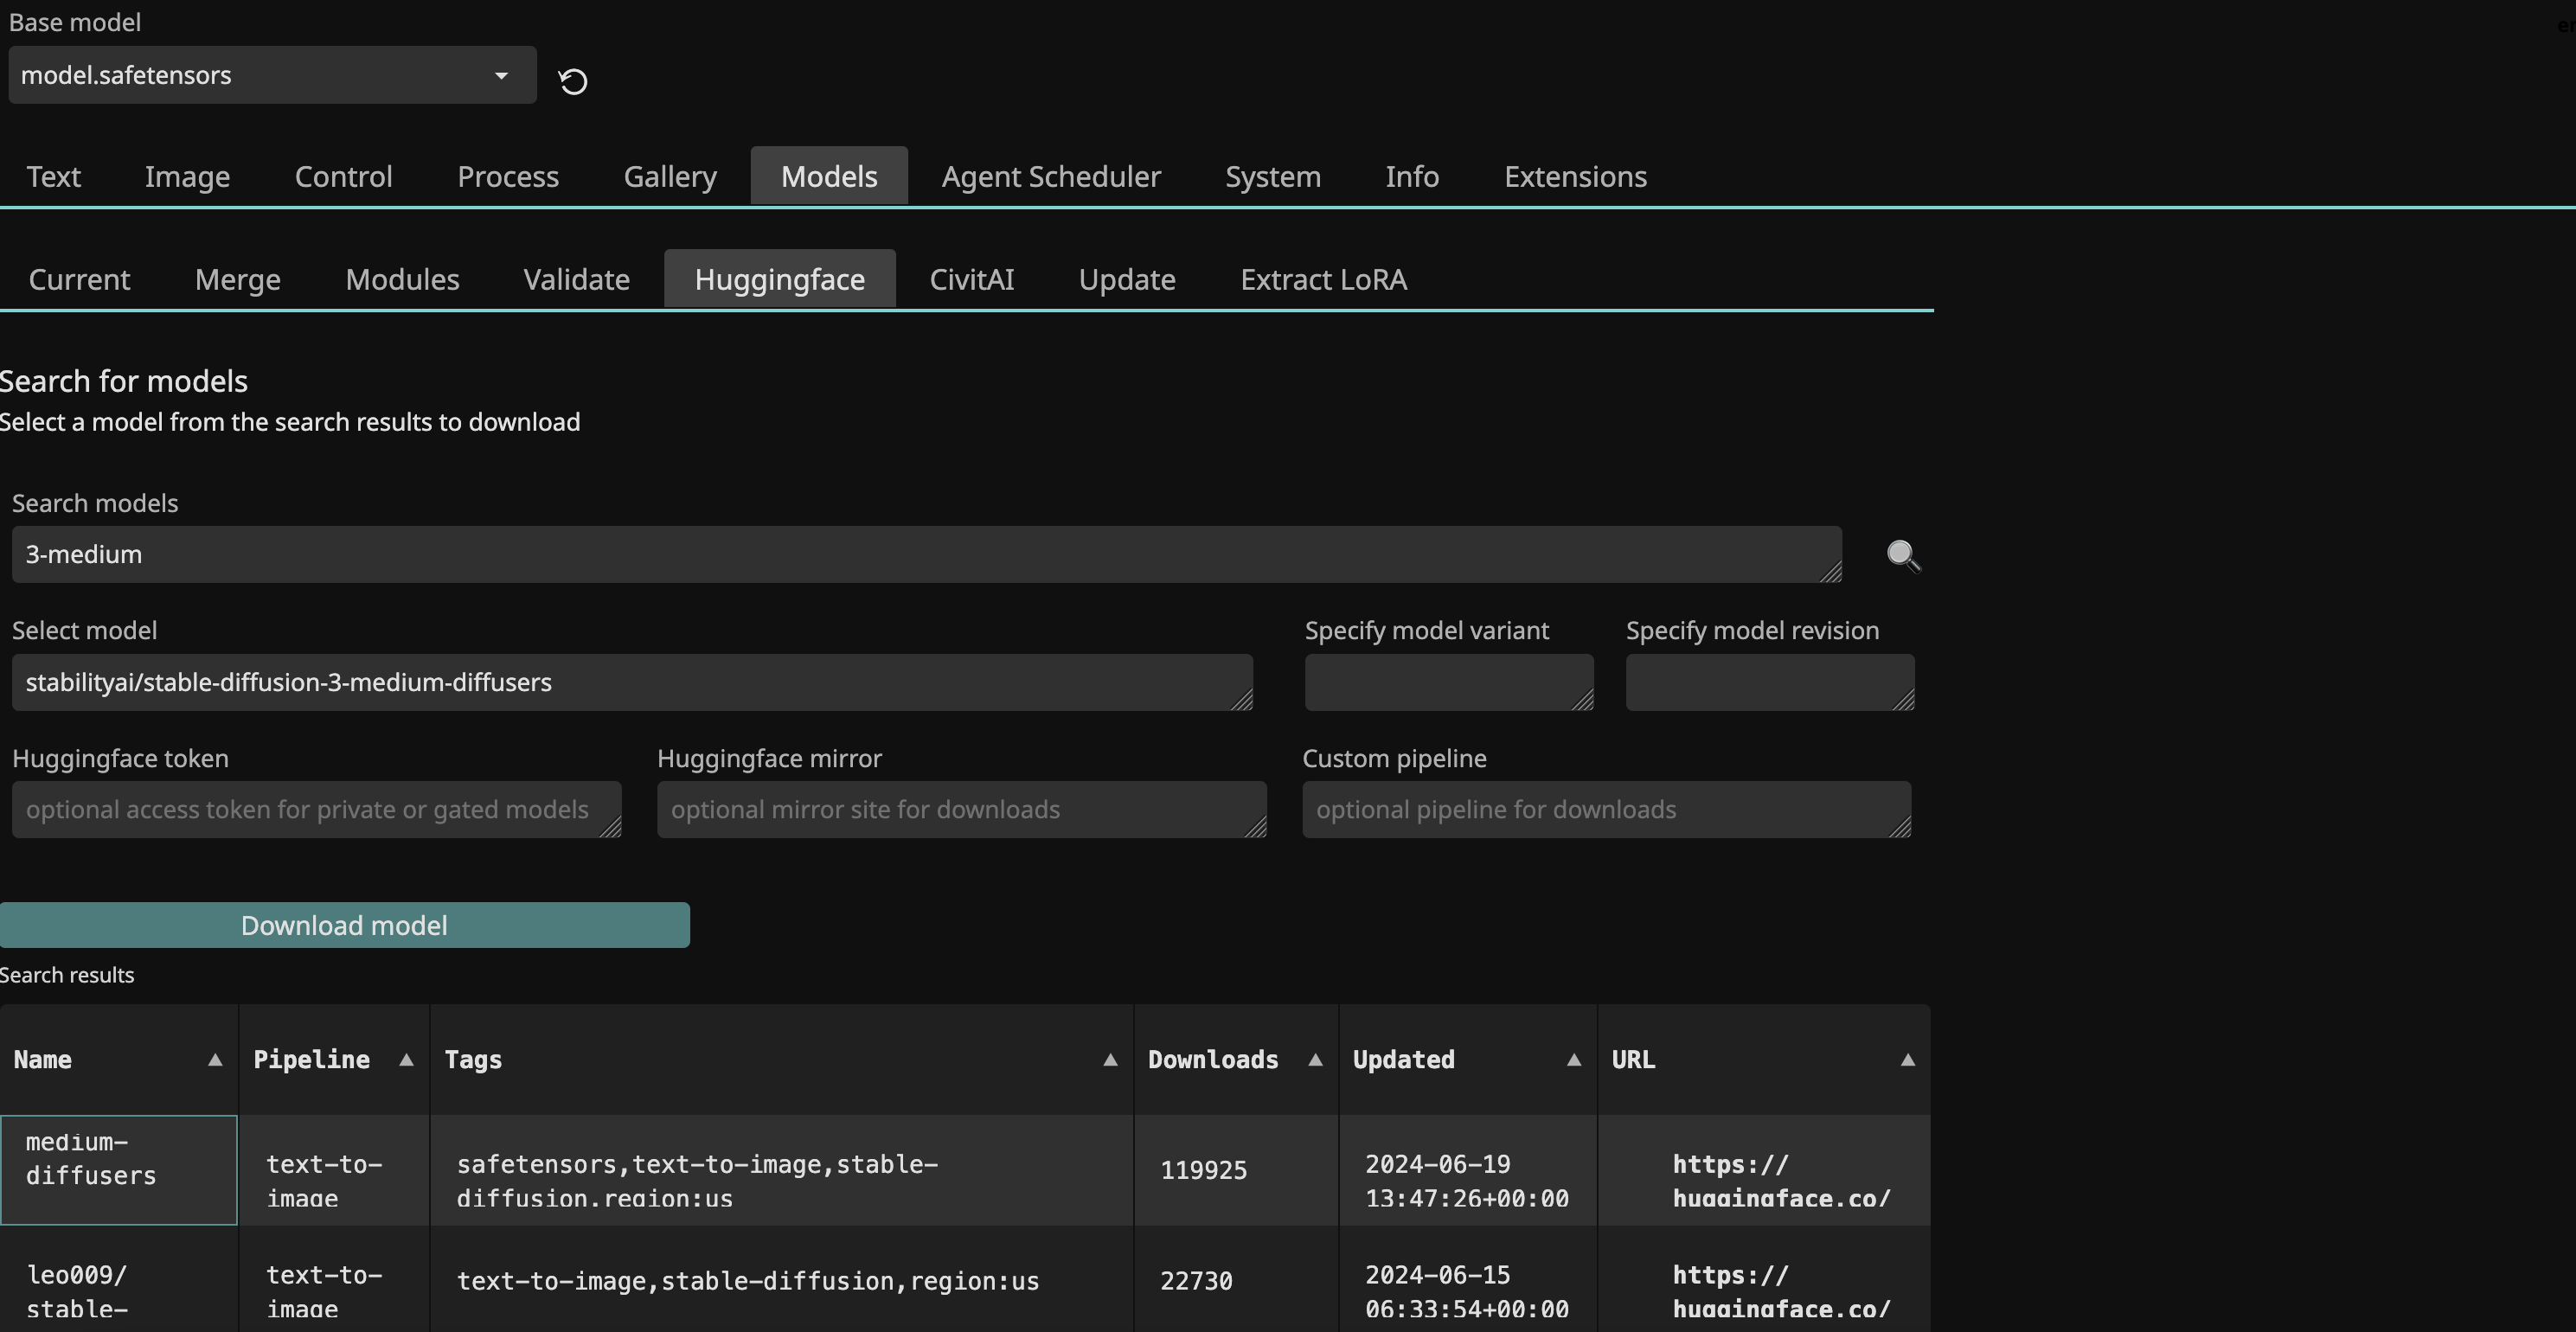 Base model
model.safetensors
Text Image Control Process Gallery Models Agent Scheduler System Info Extensions
Current Merge Modules Validate Huggingface CivitAI Update Extract LoRA
Search for models
Select a model from the search results to download
Search models
3-medium
Select model Specify model variant Specify model revision
stabilityai/stable-diffusion-3-medium-diffusers
Huggingface token Huggingface mirror Custom pipeline
optional access token for private or gated models optional mirror site for downloads optional pipeline for downloads
Download model
Search results
Name Pipeline Tags Downloads Updated URL
medium-
diffusers
text-to-
image
safetensors,text-to-image,stable-
diffusion,region:us
119925
2024-06-19
13:47:26+00:00
https://
huggingface.co/
leo009/
stable-
text-to-
image
text-to-image,stable-diffusion,region:us
22730
2024-06-15
06:33:54+00:00
https://
huggingface.co/